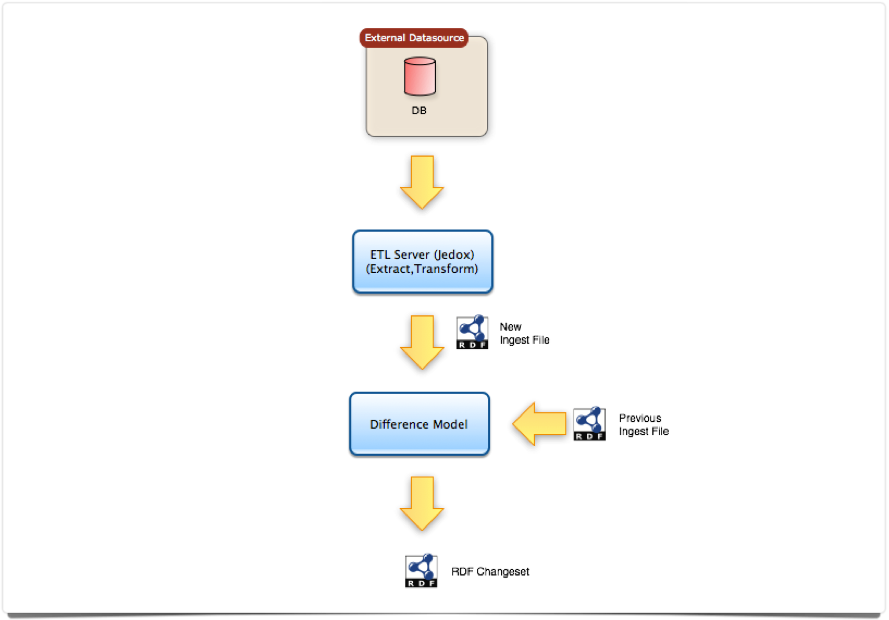 External Datasource
DB
ETL Server (Jedox)
(Extract,Transform)
RDF
New
Ingest File
Difference Model
RDF
Previous
Ingest File
RDF
RDF Changeset